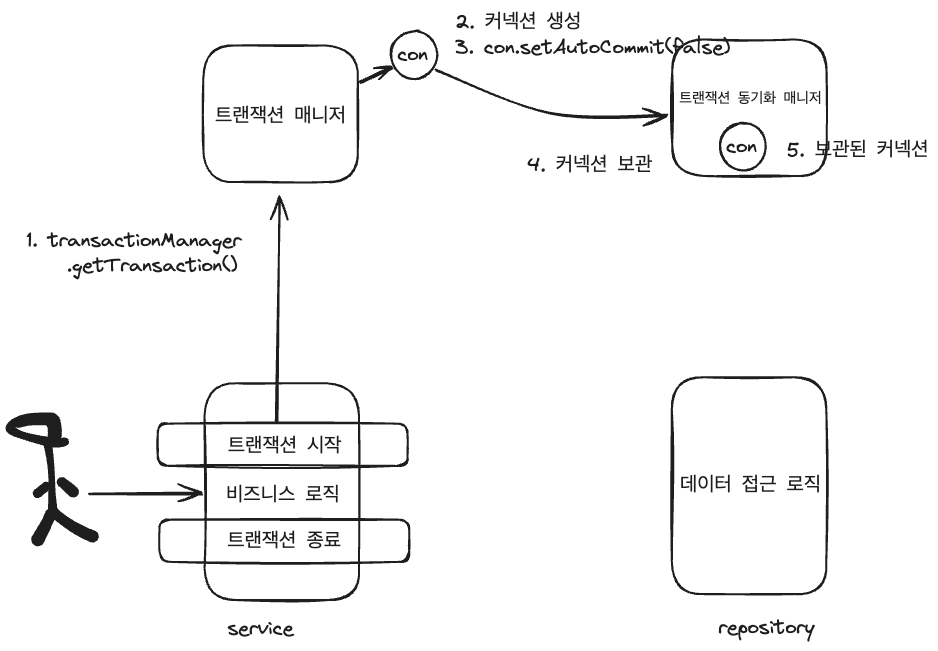 2. 커넥션 생성
3. con.setAutoCommit(false)
con
트랜잭션 매니저
트랜잭션 동기화 매니저
con
5. 보관된 커넥션
4. 커넥션 보관
1. transactionManager
.getTransaction()
트랜잭션 시작
비즈니스 로직
트랜잭션 종료
데이터 접근 로직
service
repository